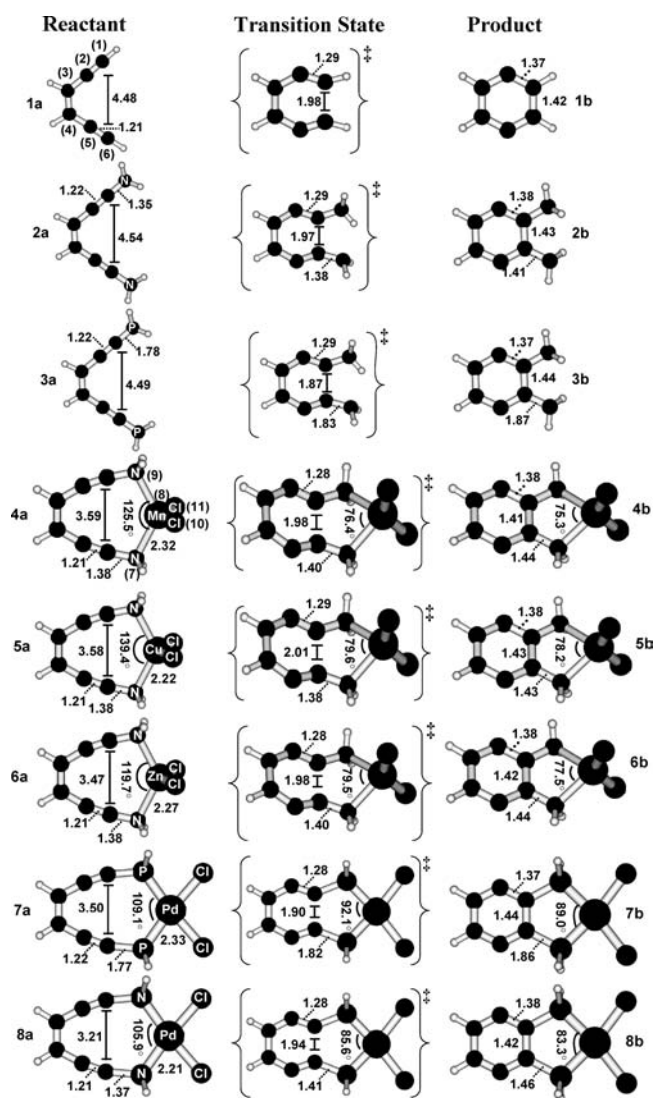 Reactant Transition State Product
(1)
(2)
(3)
4.48
1a
(4)
1.21
(5)
(6)
1.29
1.98
‡
1.37
1.42
1b
N
1.22
1.35
2a
4.54
N
1.29
1.97
1.38
‡
1.38
1.43
2b
1.41
P
1.22
1.78
3a
4.49
P
1.29
1.87
1.83
‡
1.37
1.44
3b
1.87
N
(9)
(8)
Cl
(11)
4a
3.59
125.5°
Mn
Cl
(10)
2.32
1.21
1.38
N
(7)
1.28
76.4°
1.98
1.40
‡
1.38
1.41
75.3°
4b
1.44
N
Cl
5a
3.58
139.4°
Cu
Cl
2.22
1.21
1.38
N
1.29
79.6°
2.01
1.38
‡
1.38
1.43
78.2°
5b
1.43
N
Cl
6a
3.47
119.7°
Zn
Cl
2.27
1.21
1.38
N
1.28
79.5°
1.98
1.40
‡
1.38
1.42
77.5°
6b
1.44
P
Cl
7a
3.50
109.1°
Pd
2.33
Cl
1.22
1.77
P
1.28
1.90
92.1°
1.82
‡
1.37
1.44
89.0°
7b
1.86
N
Cl
8a
3.21
105.9°
Pd
2.21
Cl
1.21
1.37
N
1.28
1.94
85.6°
1.41
‡
1.38
1.42
83.3°
8b
1.46